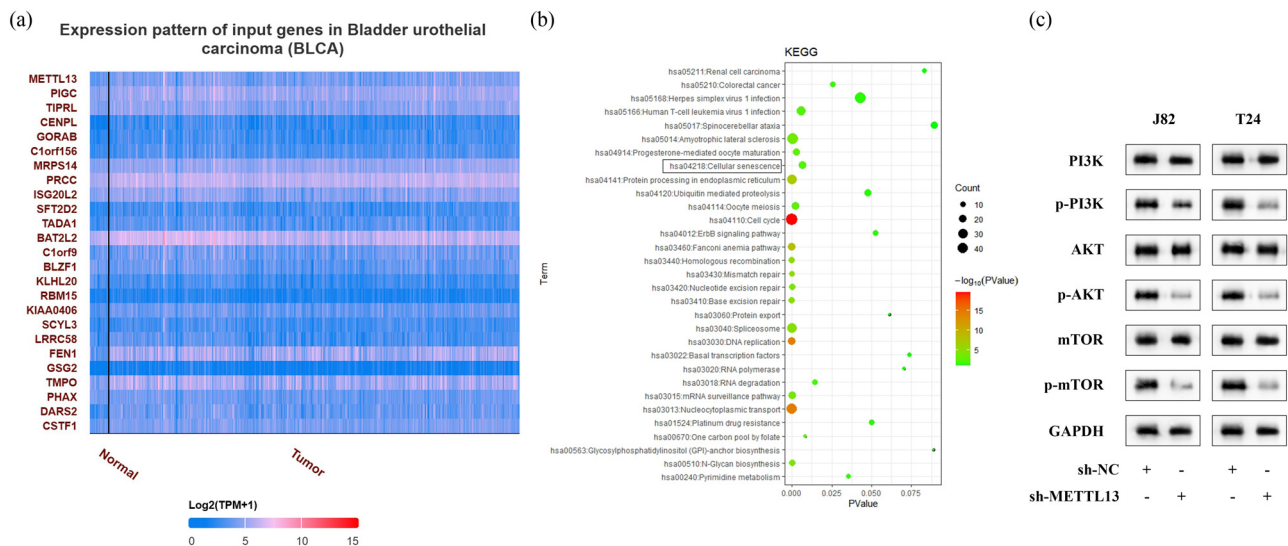 (a)
Expression pattern of input genes in Bladder urothelial
carcinoma (BLCA)
METTL13
PIGC
TIPRL
CENPL
GORAB
C1orf156
MRPS14
PRCC
ISG20L2
SFT2D2
TADA1
BAT2L2
C1orf9
BLZF1
KLHL20
RBM15
KIAA0406
SCYL3
LRRC58
FEN1
GSG2
TMPO
PHAX
DARS2
CSTF1
Normal
Tumor
Log2(TPM+1)
0 5 10 15
(b)
KEGG
Term
hsa05211:Renal cell carcinoma
hsa05210:Colorectal cancer
hsa05168:Herpes simplex virus 1 infection
hsa05166:Human T-cell leukemia virus 1 infection
hsa05017:Spinocerebellar ataxia
hsa05014:Amyotrophic lateral sclerosis
hsa04914:Progesterone-mediated oocyte maturation
hsa04218:Cellular senescence
hsa04141:Protein processing in endoplasmic reticulum
hsa04120:Ubiquitin mediated proteolysis
hsa04114:Oocyte meiosis
hsa04110:Cell cycle
hsa04012:ErbB signaling pathway
hsa03460:Fanconi anemia pathway
hsa03440:Homologous recombination
hsa03430:Mismatch repair
hsa03420:Nucleotide excision repair
hsa03410:Base excision repair
hsa03060:Protein export
hsa03040:Spliceosome
hsa03030:DNA replication
hsa03022:Basal transcription factors
hsa03020:RNA polymerase
hsa03018:RNA degradation
hsa03015:mRNA surveillance pathway
hsa03013:Nucleocytoplasmic transport
hsa01524:Platinum drug resistance
hsa00670:One carbon pool by folate
hsa00563:Glycosylphosphatidylinositol (GPI)-anchor biosynthesis
hsa00510:N-Glycan biosynthesis
hsa00240:Pyrimidine metabolism
0.000 0.025 0.050 0.075
PValue
Count
10
20
30
40
−log10(PValue)
15
10
5
(c)
J82 T24
PI3K
p-PI3K
AKT
p-AKT
mTOR
p-mTOR
GAPDH
sh-NC + - + -
sh-METTL13 - + - +